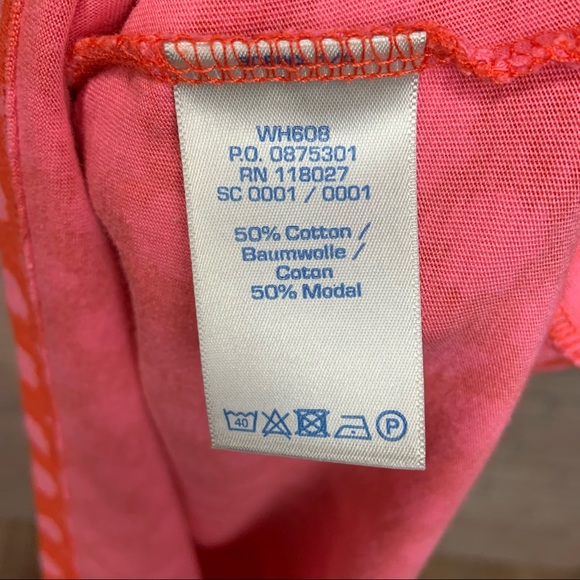 WH608
P.O. 0875301
RN 118027
SC 0001 / 0001
50% Cotton /
Baumwolle /
Coton
50% Modal
40
P